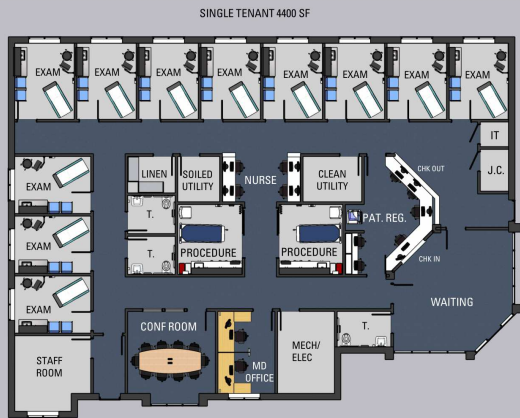 SINGLE TENANT 4400 SF
EXAM
EXAM
EXAM
EXAM
EXAM
EXAM
EXAM
EXAM
IT
J.C.
EXAM
LINEN
SOILED
UTILITY
NURSE
CLEAN
UTILITY
CHK OUT
T.
PAT. REG.
EXAM
T.
PROCEDURE
PROCEDURE
CHK IN
EXAM
WAITING
CONF ROOM
T.
STAFF
ROOM
MD
OFFICE
MECH/
ELEC